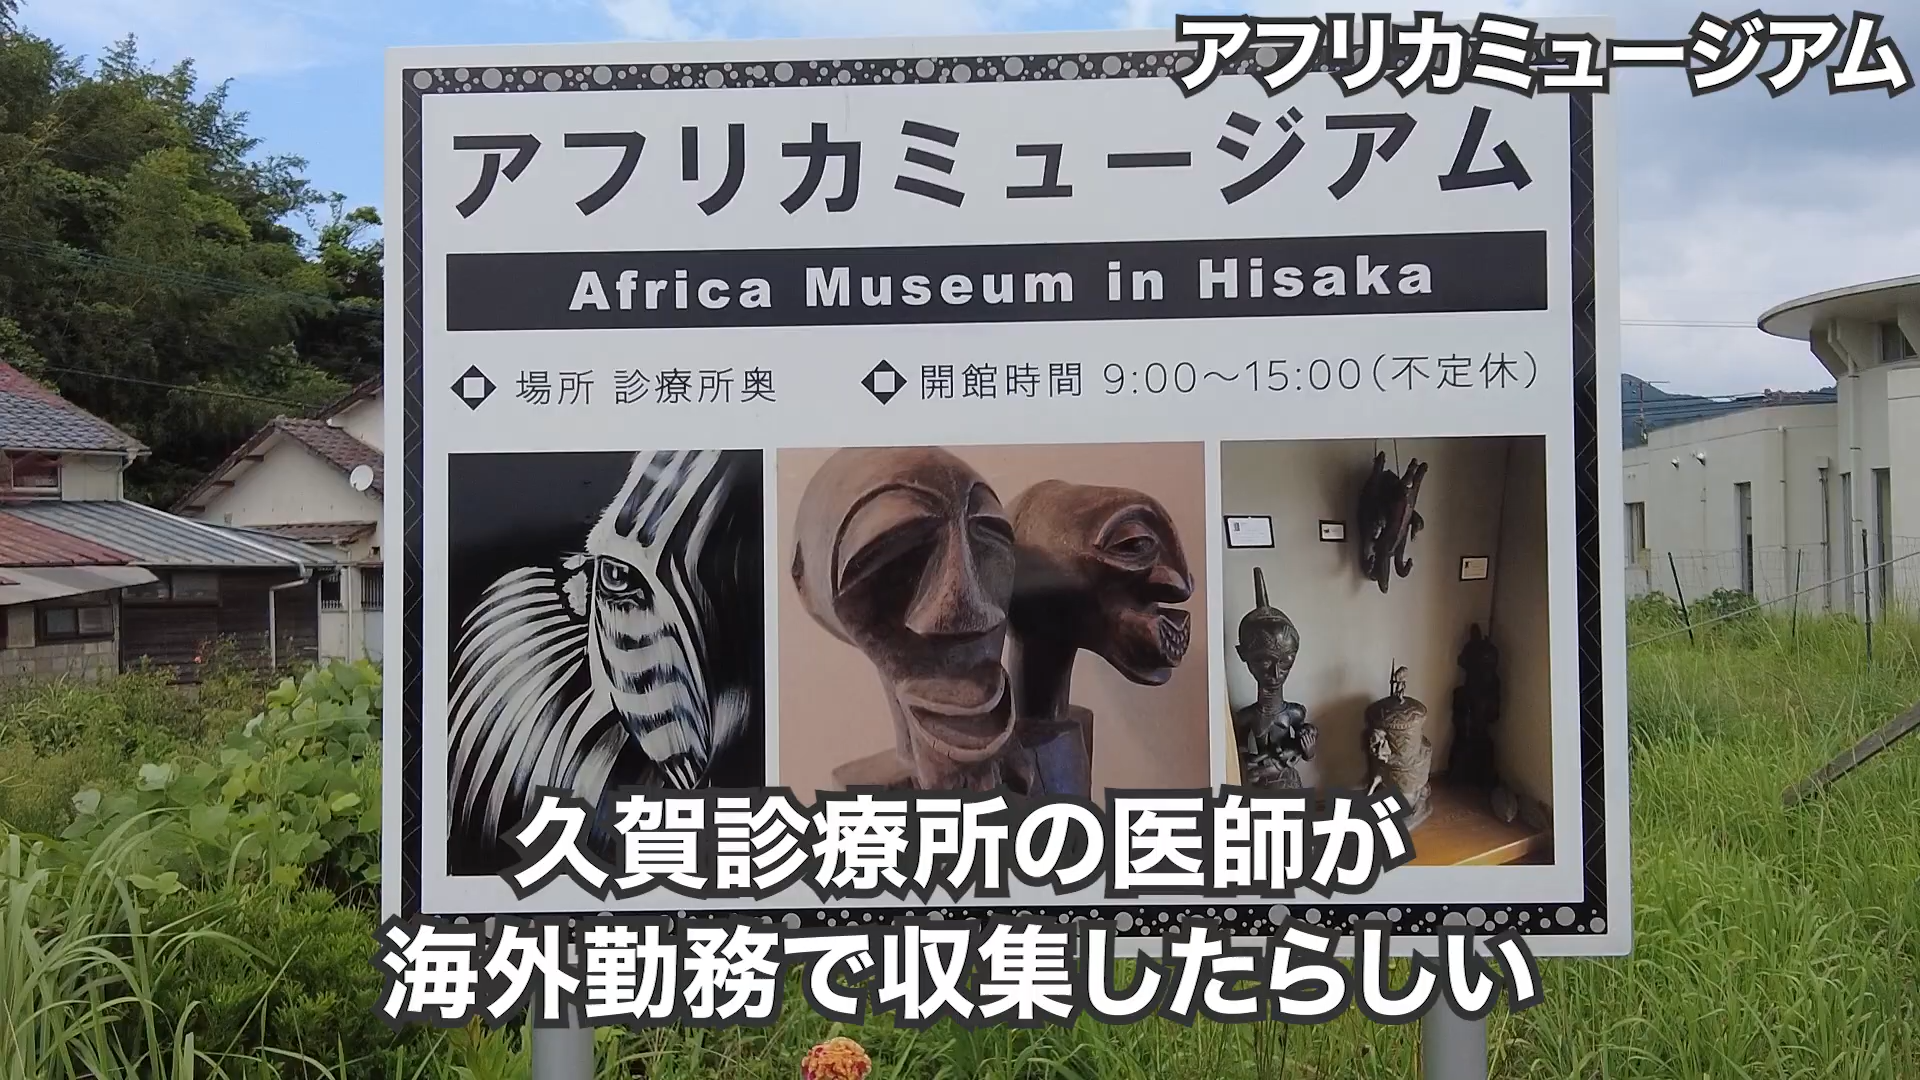 アフリカミュージアム
アフリカミュージアム
Africa Museum in Hisaka
場所 診療所奥
開館時間 9:00～15:00(不定休)
久賀診療所の医師が
海外勤務で収集したらしい